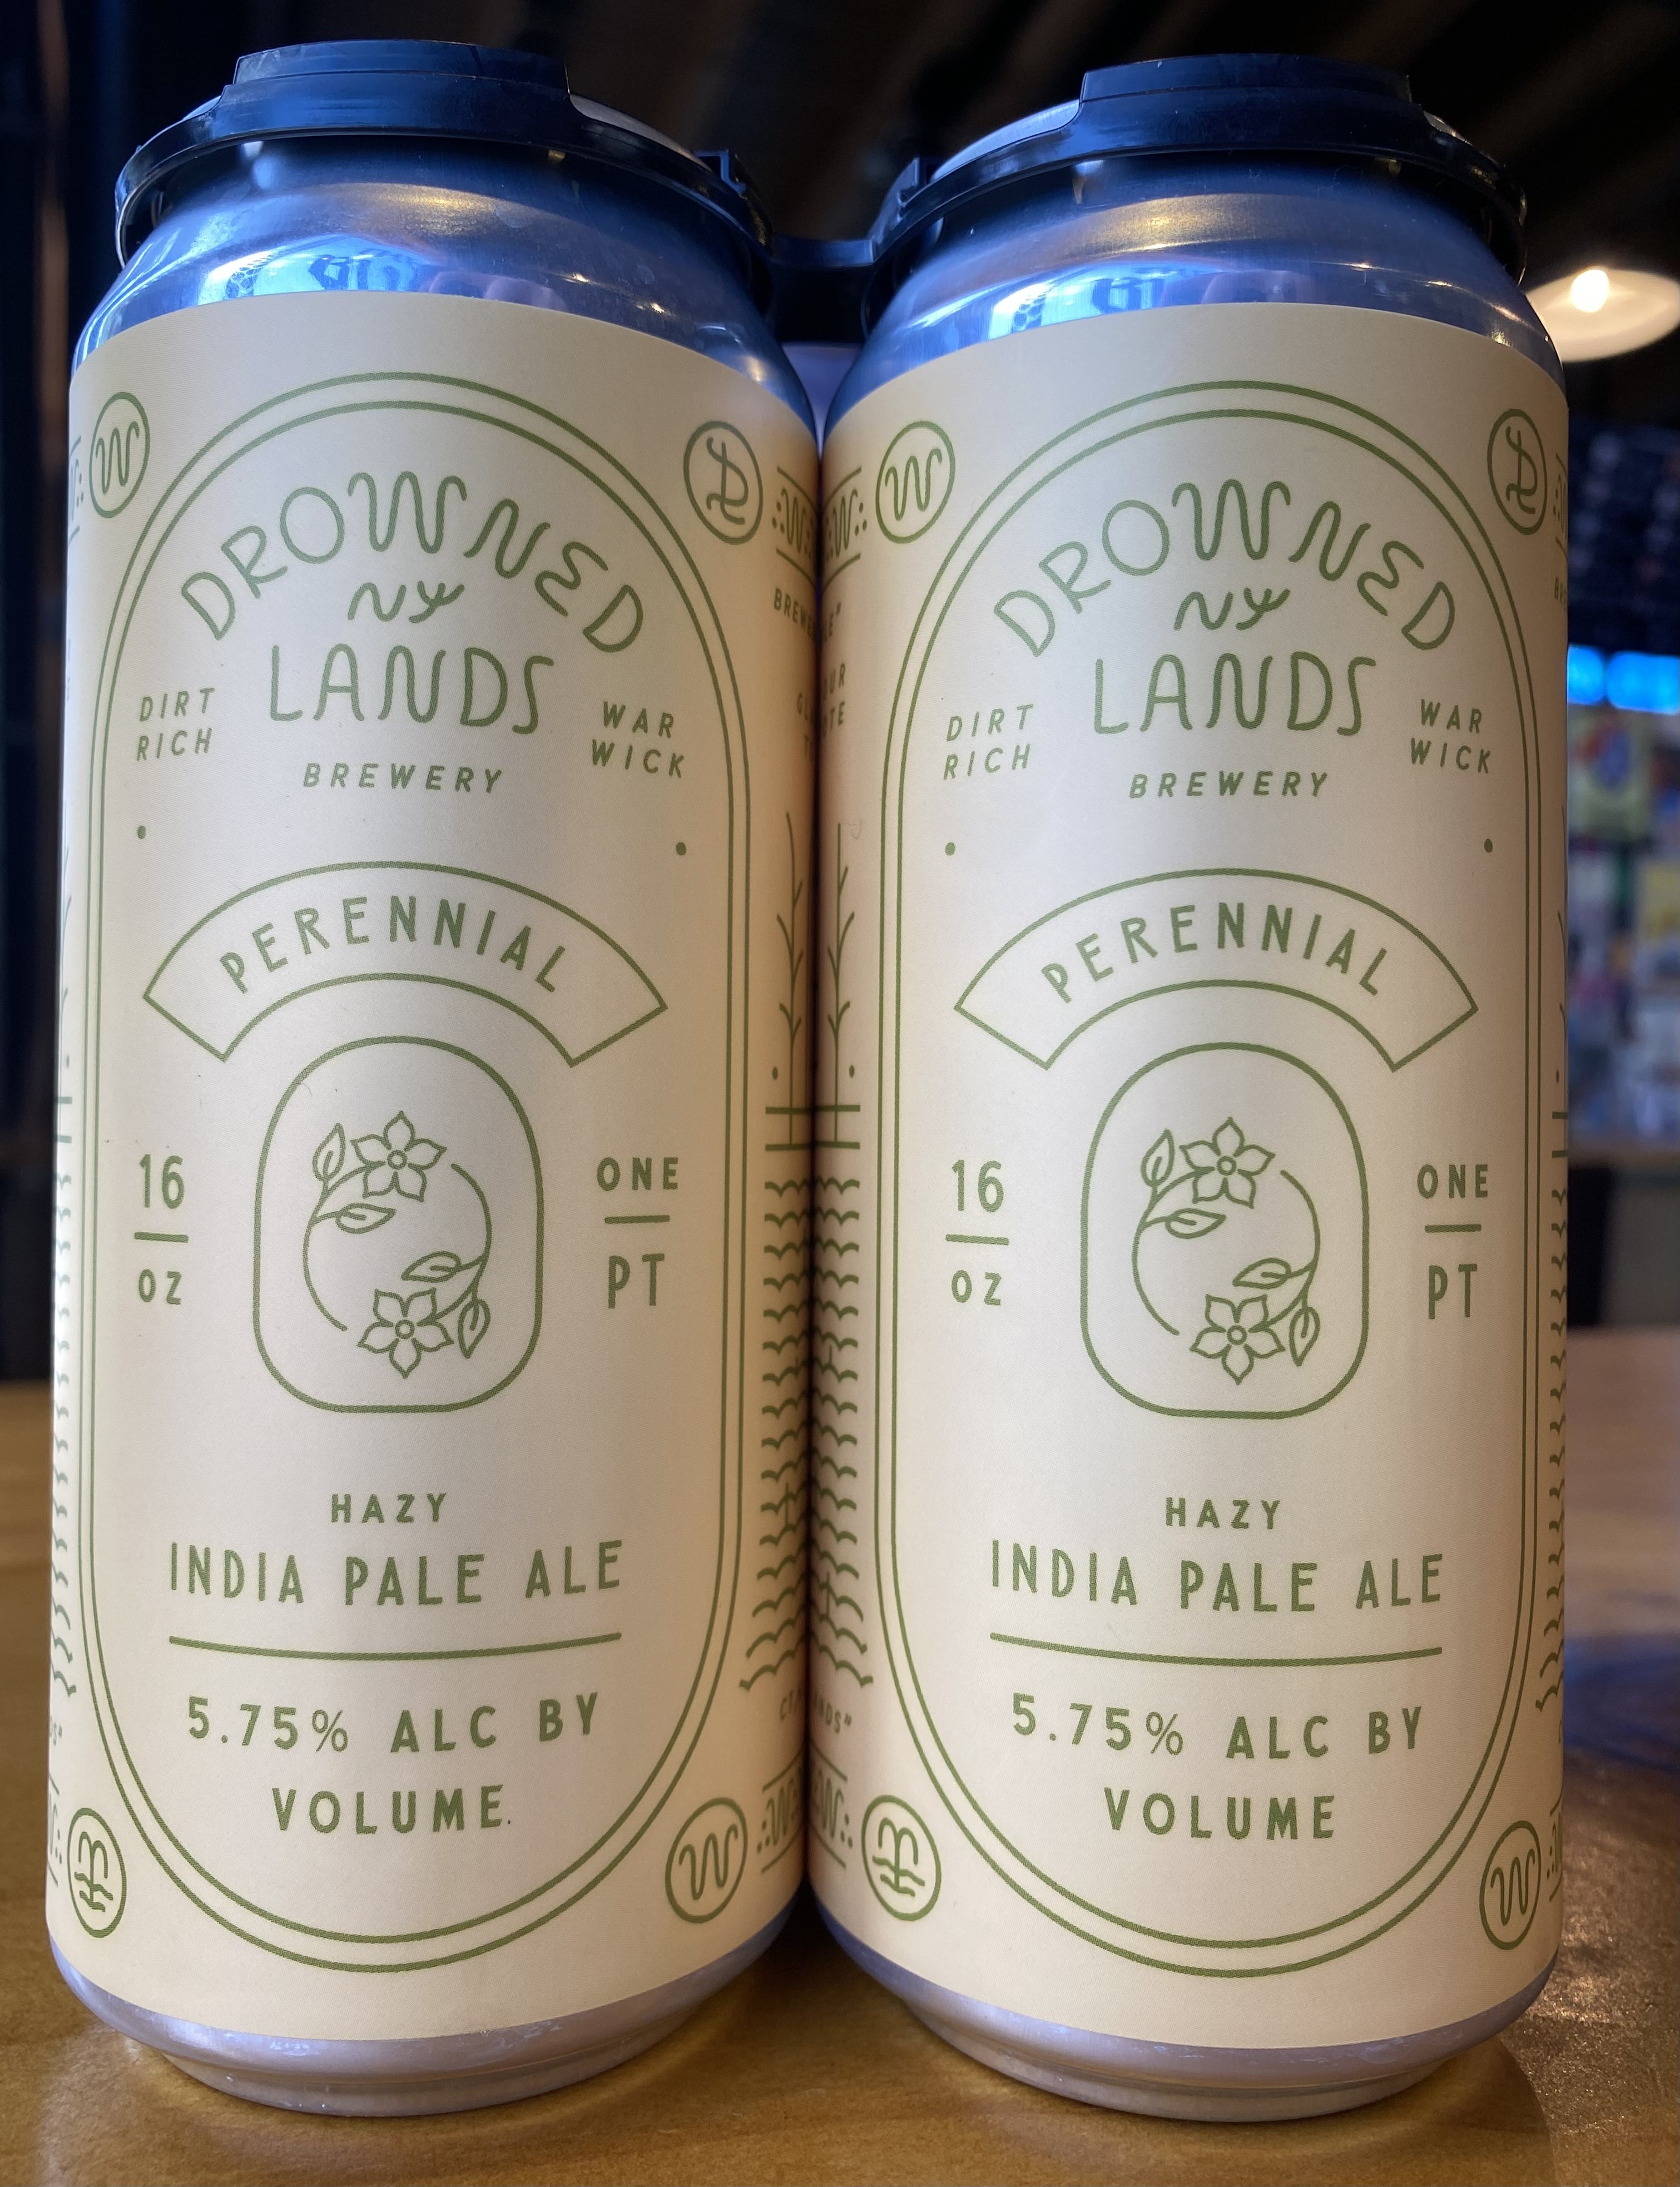 DROWNED
NY
LANDS
DIRT
RICH
WAR
WICK
BREWERY
PERENNIAL
16
OZ
ONE
PT
HAZY
INDIA PALE ALE
5.75% ALC BY
VOLUME
W
D
W
DROWNED
NY
LANDS
DIRT
RICH
WAR
WICK
BREWERY
PERENNIAL
16
OZ
ONE
PT
HAZY
INDIA PALE ALE
5.75% ALC BY
VOLUME
W
D
W